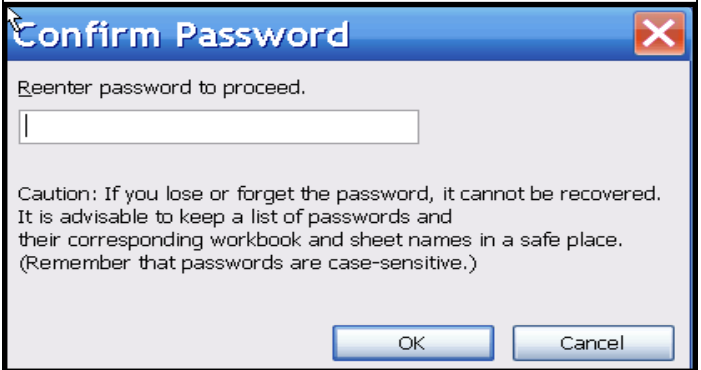 Confirm Password
Reenter password to proceed.
Caution: If you lose or forget the password, it cannot be recovered.
It is advisable to keep a list of passwords and
their corresponding workbook and sheet names in a safe place.
(Remember that passwords are case-sensitive.)
OK Cancel